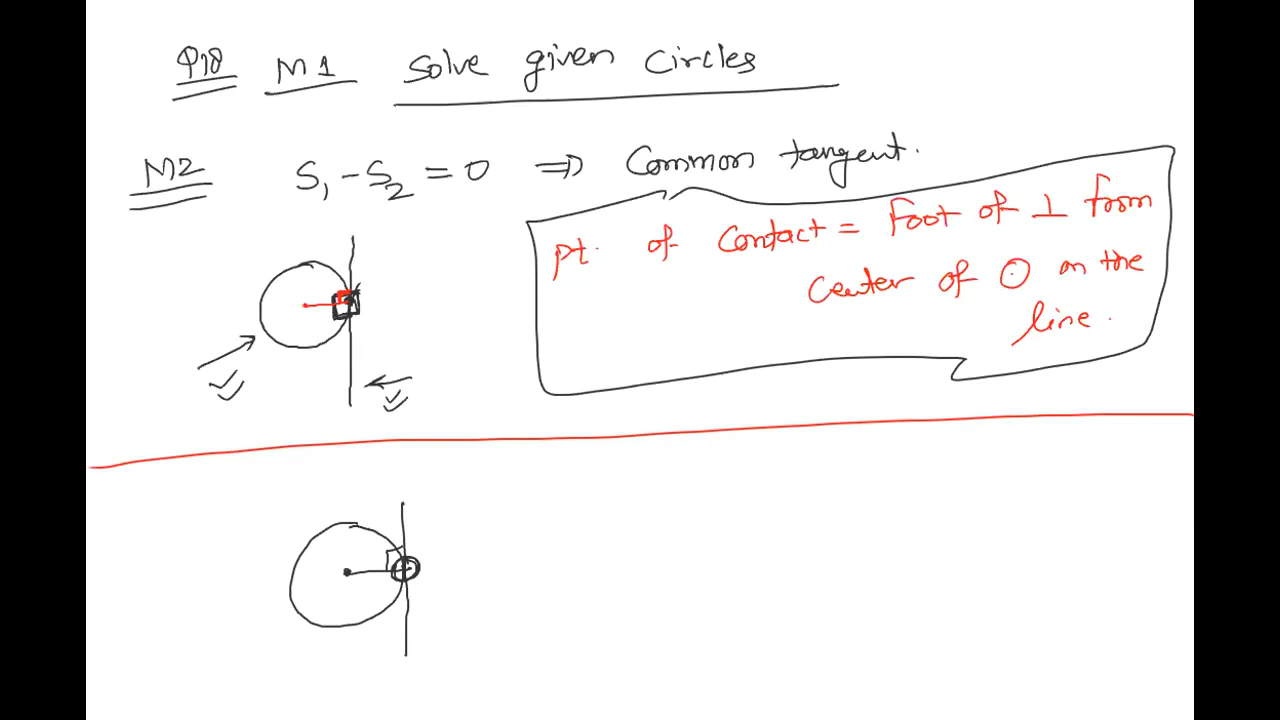 Q18 M1 Solve given circles
M2 S₁ - S₂ = 0 ⇒ Common tangent.
pt. of contact = Foot of ⊥ from
center of ⊙ on the
line.